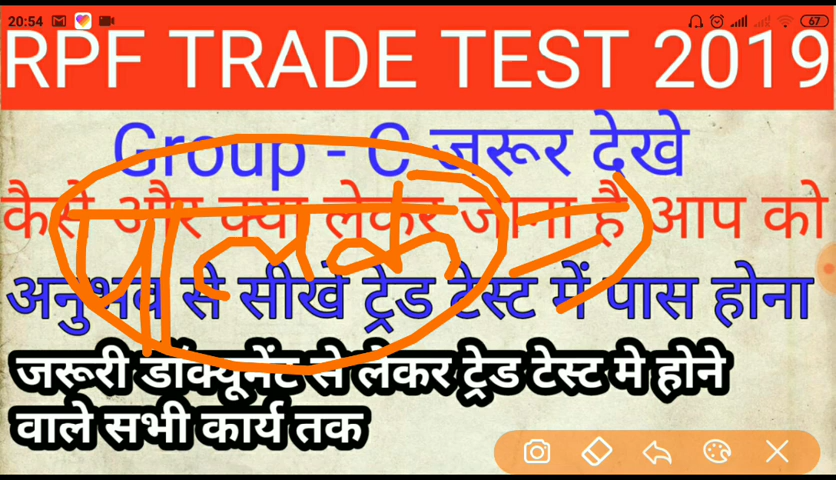 20:54 67
RPF TRADE TEST 2019
Group - C जरूर देखे
कैसे और क्या लेकर जाना है आप को
पालक
अनुभव से सीखें ट्रेड टेस्ट में पास होना
जरूरी डॉक्यूमेंट से लेकर ट्रेड टेस्ट मे होने
वाले सभी कार्य तक